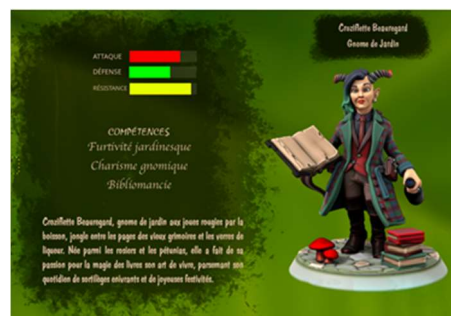 Croziflette Beauregard
Gnome de Jardin
ATTAQUE
DÉFENSE
RÉSISTANCE
COMPÉTENCES
Furtivité jardinesque
Charisme gnomique
Bibliomancie
Croziflette Beauregard, gnome de jardin aux joues rougies par la
boisson, jongle entre les pages des vieux grimoires et les verres de
liqueur. Née parmi les rosiers et les pétunias, elle a fait de sa
passion pour la magie des livres son art de vivre, parsemant son
quotidien de sortilèges enivrants et de joyeuses festivités.